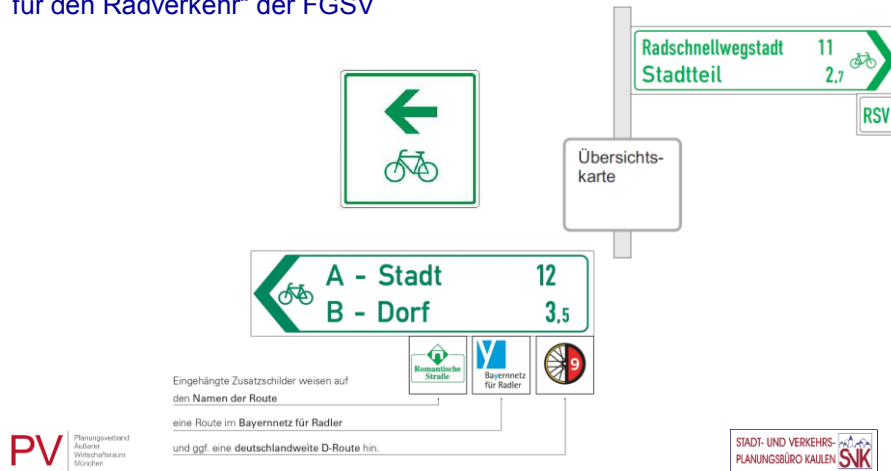 für den Radverkehr“ der FGSV
Radschnellwegstadt 11
Stadtteil 2,7
RSV
Übersichts-
karte
A - Stadt 12
B - Dorf 3,5
Romantische
Straße
Bayernnetz
für Radler
9
Eingehängte Zusatzschilder weisen auf
den Namen der Route
eine Route im Bayernnetz für Radler
und ggf. eine deutschlandweite D-Route hin.
PV
Planungsverband
Äußerer
Wirtschaftsraum
München
STADT- UND VERKEHRS-
PLANUNGSBÜRO KAULEN
SVK